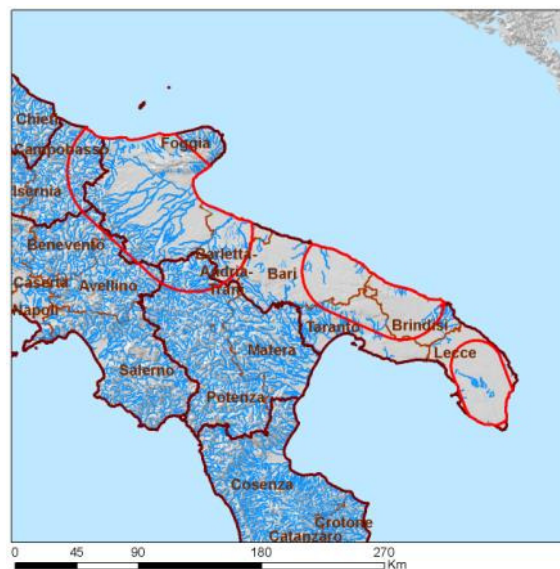 Chieti
Campobasso
Foggia
Isernia
Benevento
Barletta-
Andria-
Trani
Bari
Caserta
Avellino
Napoli
Taranto
Brindisi
Matera
Lecce
Salerno
Potenza
Cosenza
Crotone
Catanzaro
0 45 90 180 270
Km